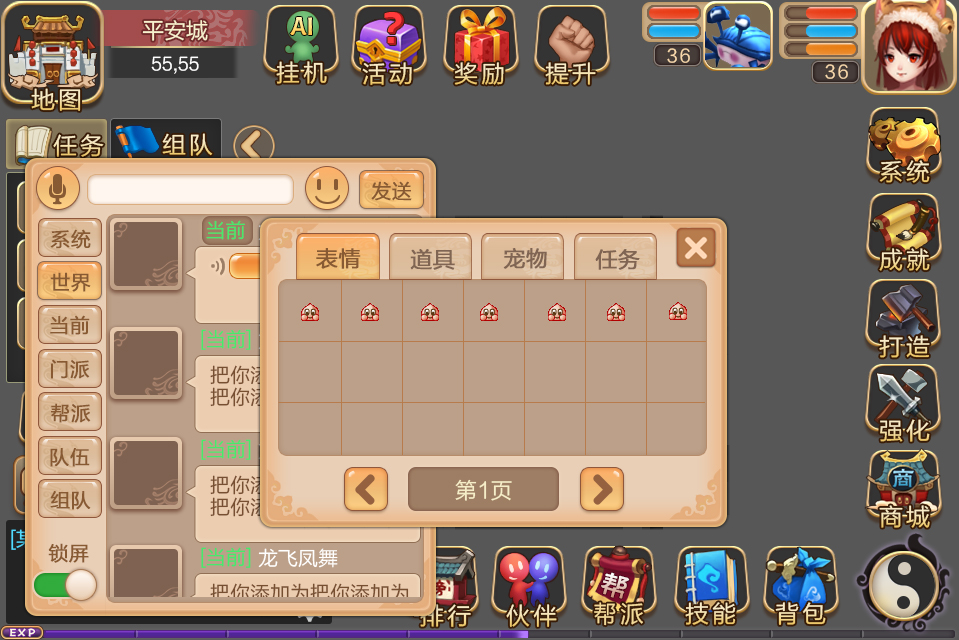 平安城
55,55
地图
AI
挂机
活动
奖励
提升
36
36
任务
组队
发送
系统
世界
当前
门派
帮派
队伍
组队
锁屏
当前
[当前]
把你添
把你添
[当前]
把你添
把你添
[当前] 龙飞凤舞
把你添加为把你添加为
表情
道具
宠物
任务
第1页
系统
成就
打造
强化
商
商城
排行
伙伴
帮
帮派
技能
背包
EXP